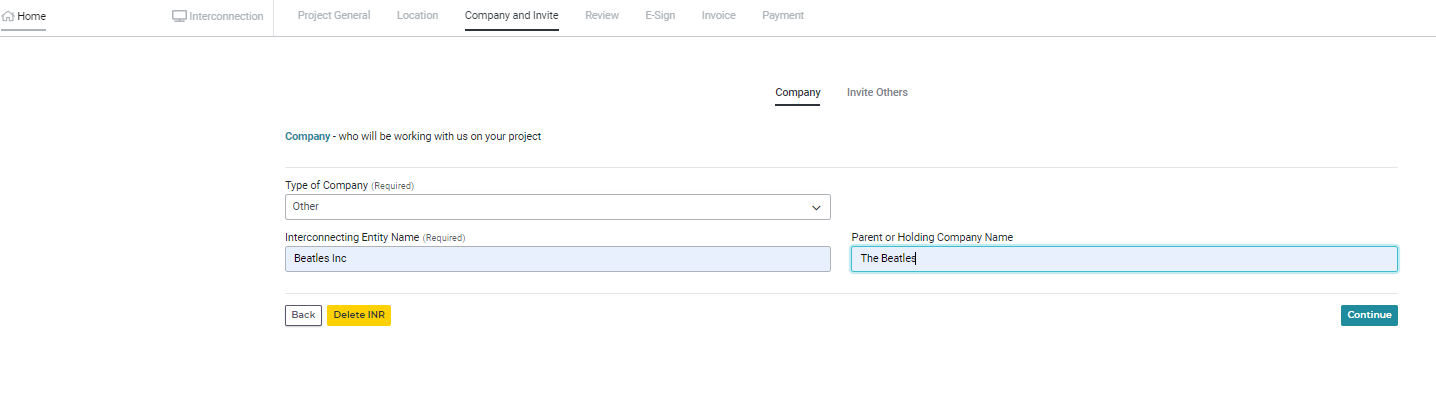 Home Interconnection Project General Location Company and Invite Review E-Sign Invoice Payment
Company Invite Others
Company - who will be working with us on your project
Type of Company (Required)
Other
Interconnecting Entity Name (Required) Parent or Holding Company Name
Beatles Inc The Beatles
Back Delete INR Continue